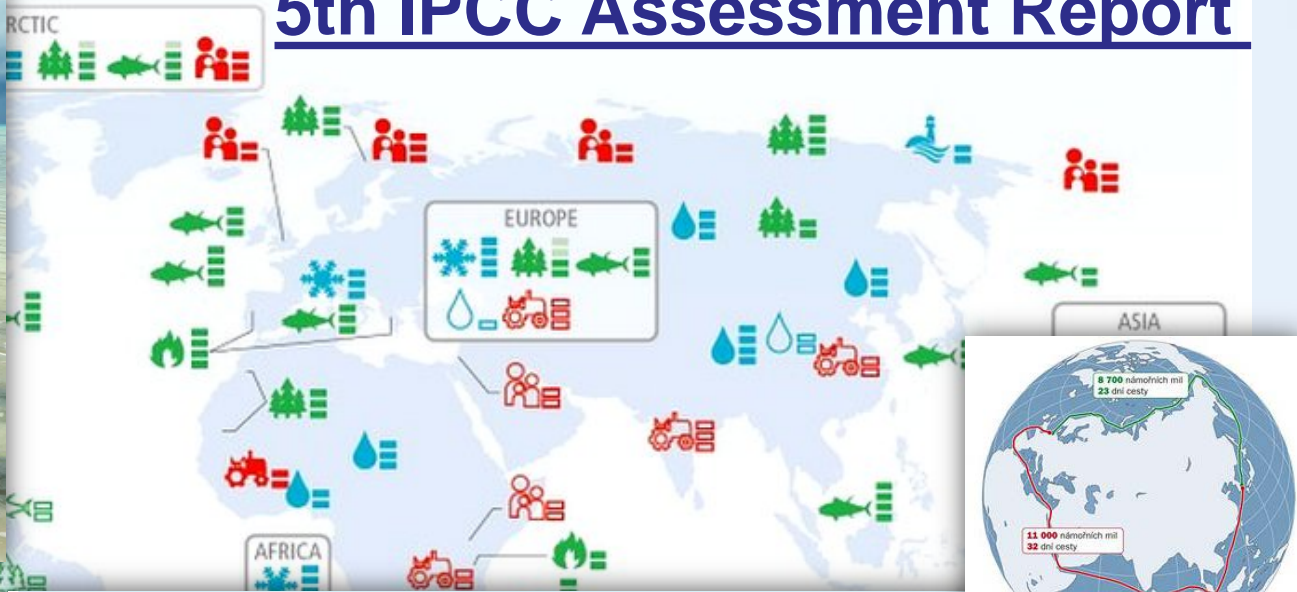 5th IPCC Assessment Report
RCTIC
EUROPE
ASIA
8 700 námořních mil
23 dní cesty
11 000 námořních mil
32 dní cesty
AFRICA